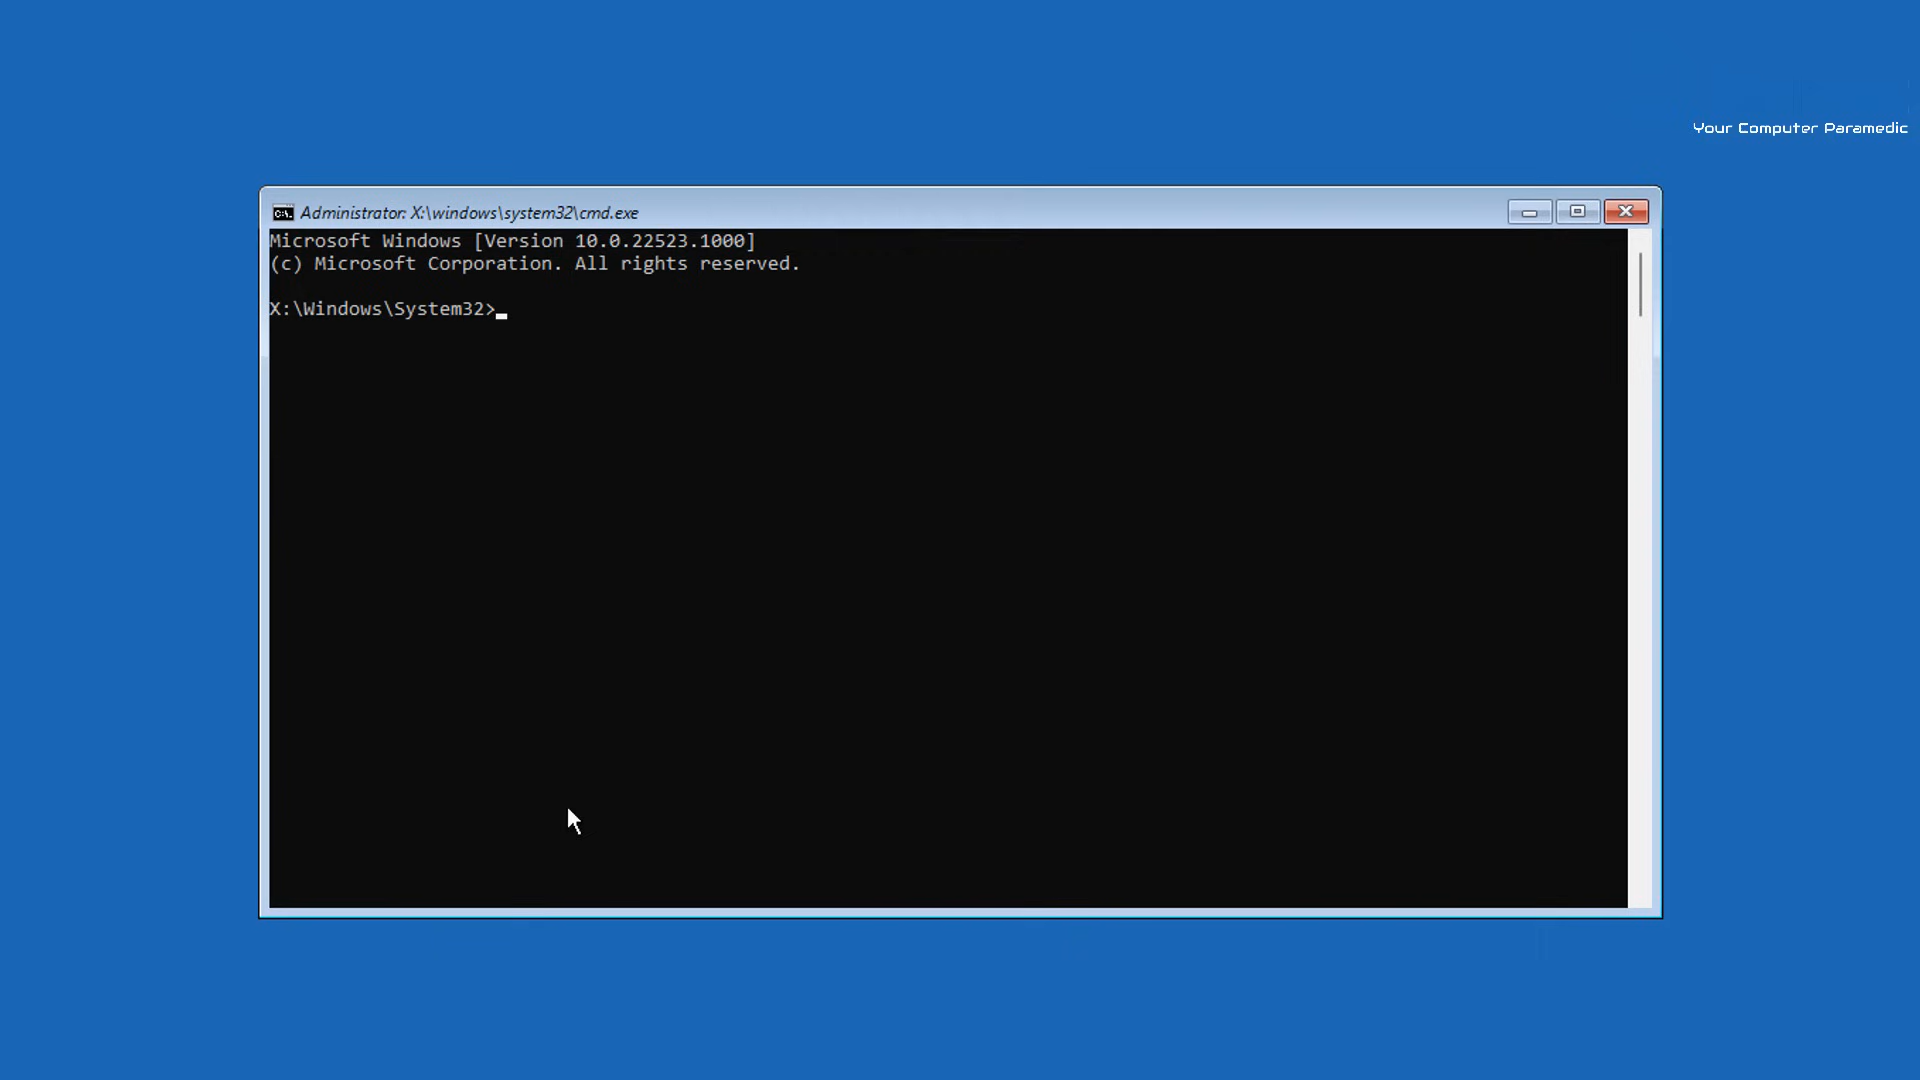 Your Computer Paramedic
Administrator: X:\windows\system32\cmd.exe
Microsoft Windows [Version 10.0.22523.1000]
(c) Microsoft Corporation. All rights reserved.
X:\Windows\System32>